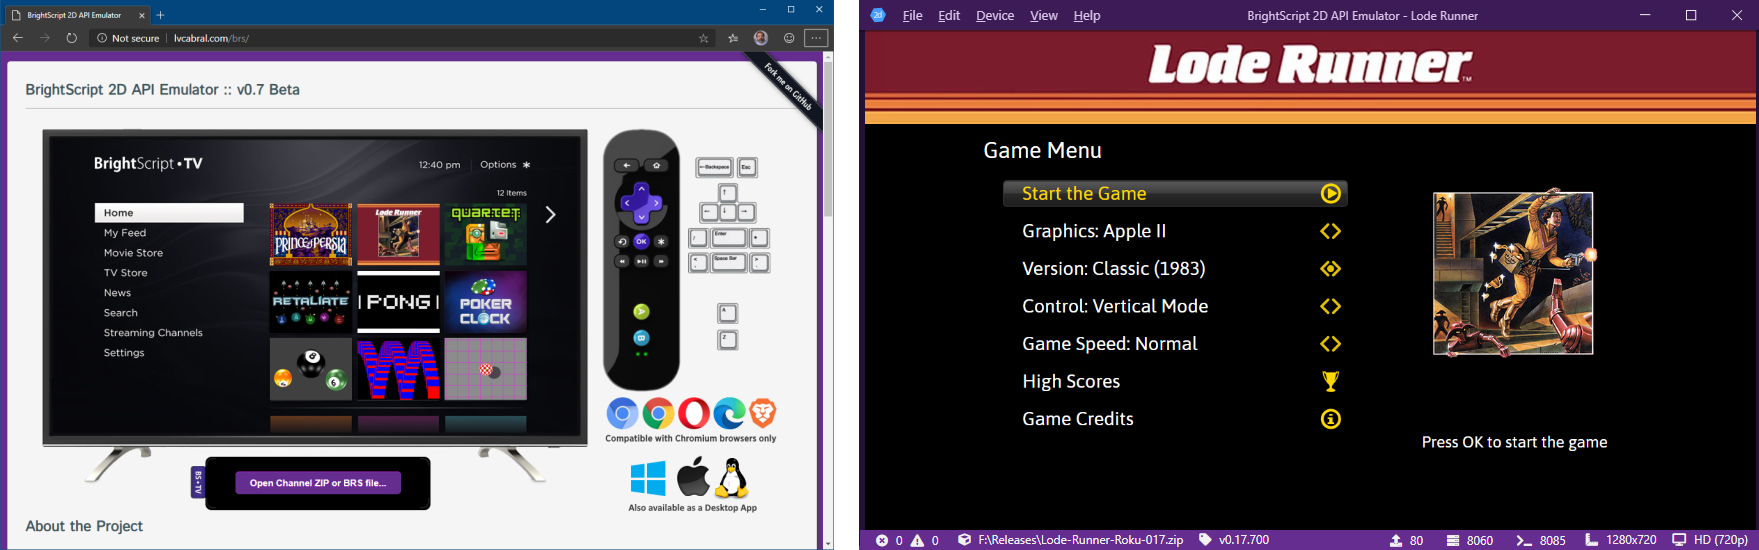 BrightScript 2D API Emulator
Not secure | lvcabral.com/brs/
Fork me on GitHub
BrightScript 2D API Emulator :: v0.7 Beta
BrightScript • TV
12:40 pm
Options ✱
12 Items
Home
My Feed
Movie Store
TV Store
News
Search
Streaming Channels
Settings
PRINCE of PERSIA
Lode Runner
QUARTET
RETALIATE
PONG
POKER CLOCK
8
6
OK
A
B
←Backspace
Esc
↑
← ↓ →
/
Enter
*
<
,
Space Bar
>
.
A
Z
Compatible with Chromium browsers only
Also available as a Desktop App
BS•TV
Open Channel ZIP or BRS file...
About the Project
2d
File Edit Device View Help
BrightScript 2D API Emulator - Lode Runner
Lode Runner™
Game Menu
Start the Game
Graphics: Apple II
Version: Classic (1983)
Control: Vertical Mode
Game Speed: Normal
High Scores
Game Credits
Press OK to start the game
0 0 F:\Releases\Lode-Runner-Roku-017.zip v0.17.700 80 8060 8085 1280x720 HD (720p)